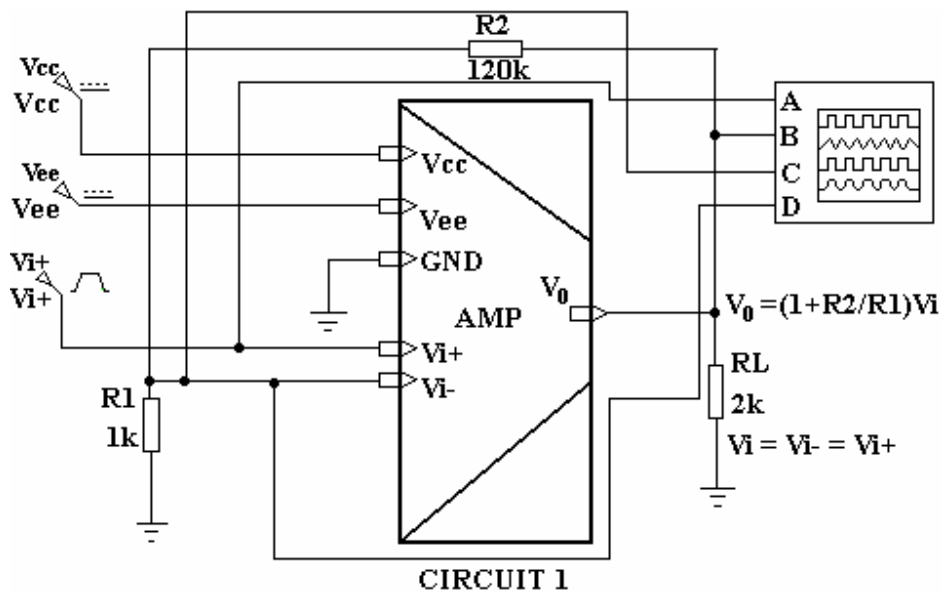 R2
120k
Vcc
Vcc
Vee
Vee
Vi+
Vi+
Vcc
Vee
GND
AMP
V0
Vi+
Vi-
A
B
C
D
V0 =(1+R2/R1)Vi
R1
1k
RL
2k
Vi = Vi- = Vi+
CIRCUIT 1